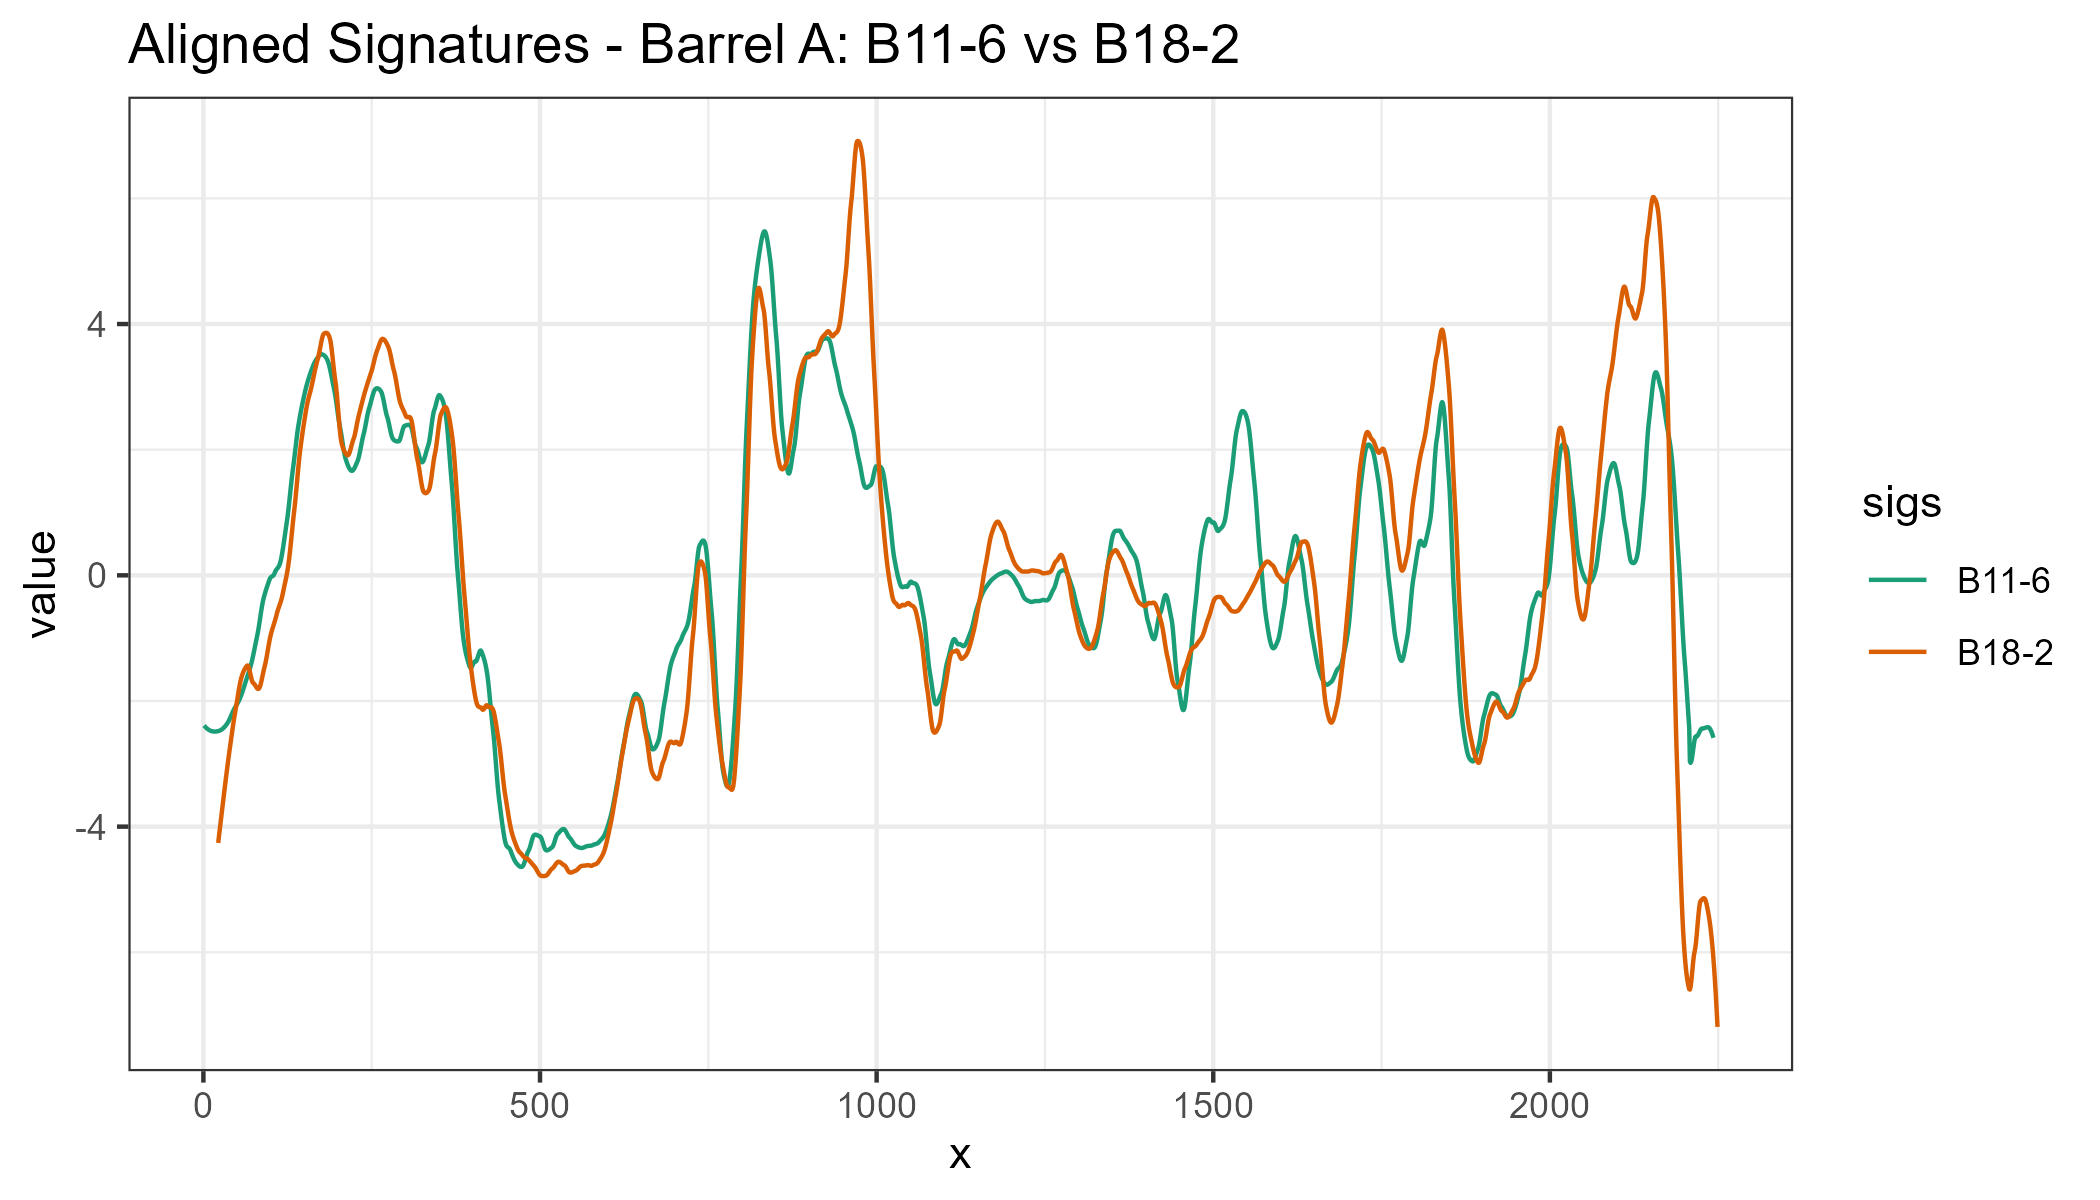 Aligned Signatures - Barrel A: B11-6 vs B18-2
value
4
0
-4
0
500
1000
1500
2000
x
sigs
B11-6
B18-2